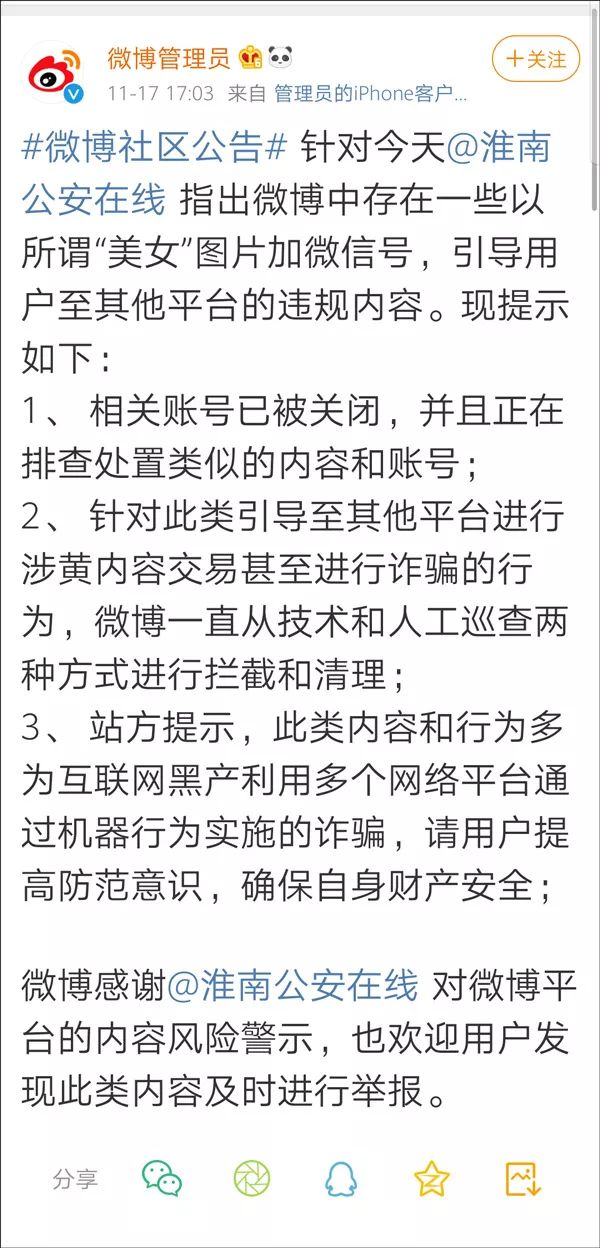 微博管理员
+关注
11-17 17:03 来自 管理员的iPhone客户...
#微博社区公告# 针对今天@淮南
公安在线 指出微博中存在一些以
所谓“美女”图片加微信号，引导用
户至其他平台的违规内容。现提示
如下：
1、 相关账号已被关闭，并且正在
排查处置类似的内容和账号；
2、 针对此类引导至其他平台进行
涉黄内容交易甚至进行诈骗的行
为，微博一直从技术和人工巡查两
种方式进行拦截和清理；
3、 站方提示，此类内容和行为多
为互联网黑产利用多个网络平台通
过机器行为实施的诈骗，请用户提
高防范意识，确保自身财产安全；
微博感谢@淮南公安在线 对微博平
台的内容风险警示，也欢迎用户发
现此类内容及时进行举报。
分享